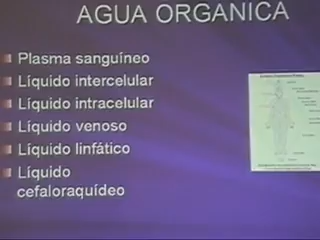 AGUA ORGANICA
Plasma sanguíneo
Líquido intercelular
Líquido intracelular
Líquido venoso
Líquido linfático
Líquido
cefaloraquídeo